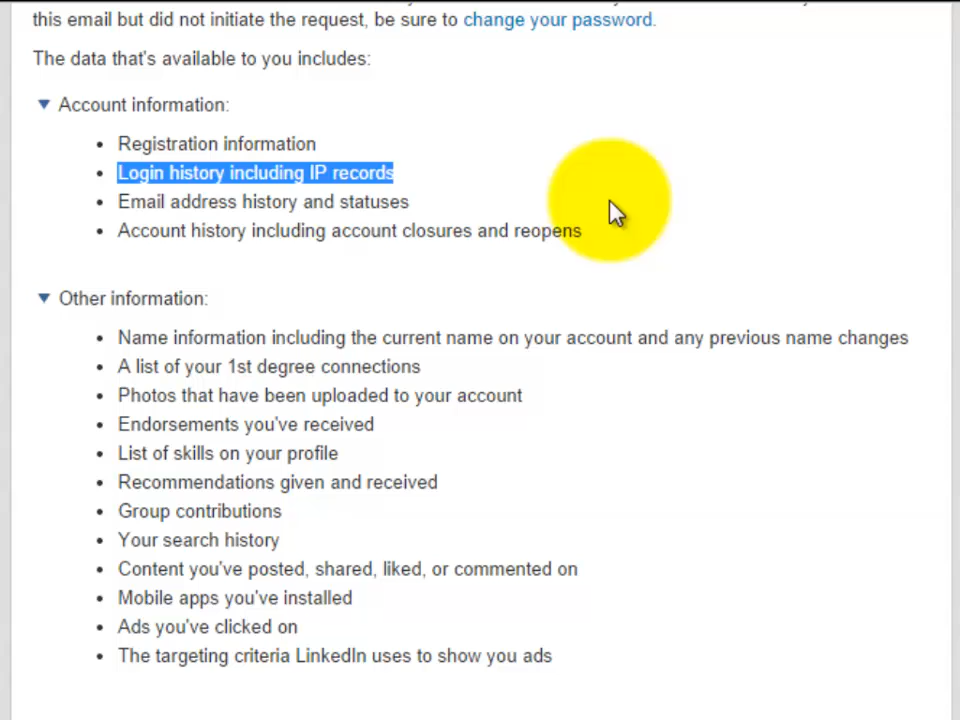 this email but did not initiate the request, be sure to change your password.
The data that's available to you includes:
Account information:
Registration information
Login history including IP records
Email address history and statuses
Account history including account closures and reopens
Other information:
Name information including the current name on your account and any previous name changes
A list of your 1st degree connections
Photos that have been uploaded to your account
Endorsements you've received
List of skills on your profile
Recommendations given and received
Group contributions
Your search history
Content you've posted, shared, liked, or commented on
Mobile apps you've installed
Ads you've clicked on
The targeting criteria LinkedIn uses to show you ads